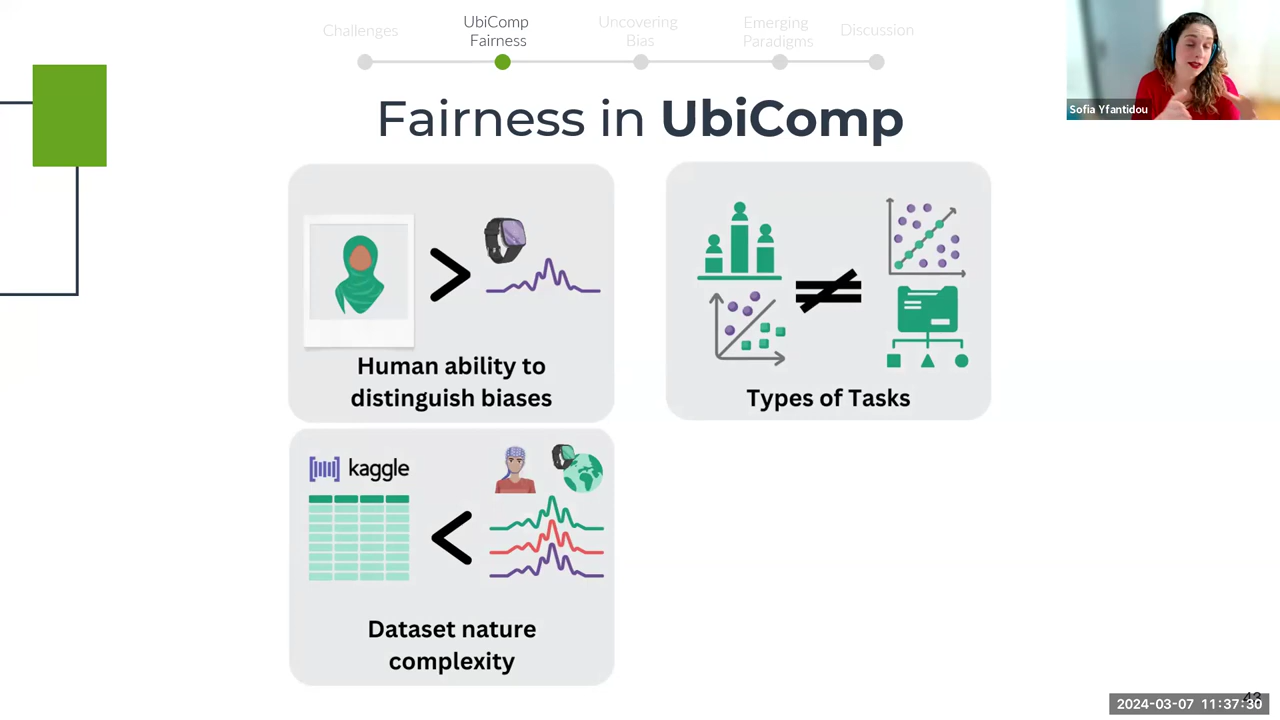 Challenges
UbiComp
Fairness
Uncovering
Bias
Emerging
Paradigms
Discussion
Sofia Yfantidou
Fairness in UbiComp
Human ability to
distinguish biases
Types of Tasks
kaggle
Dataset nature
complexity
43
2024-03-07 11:37:30